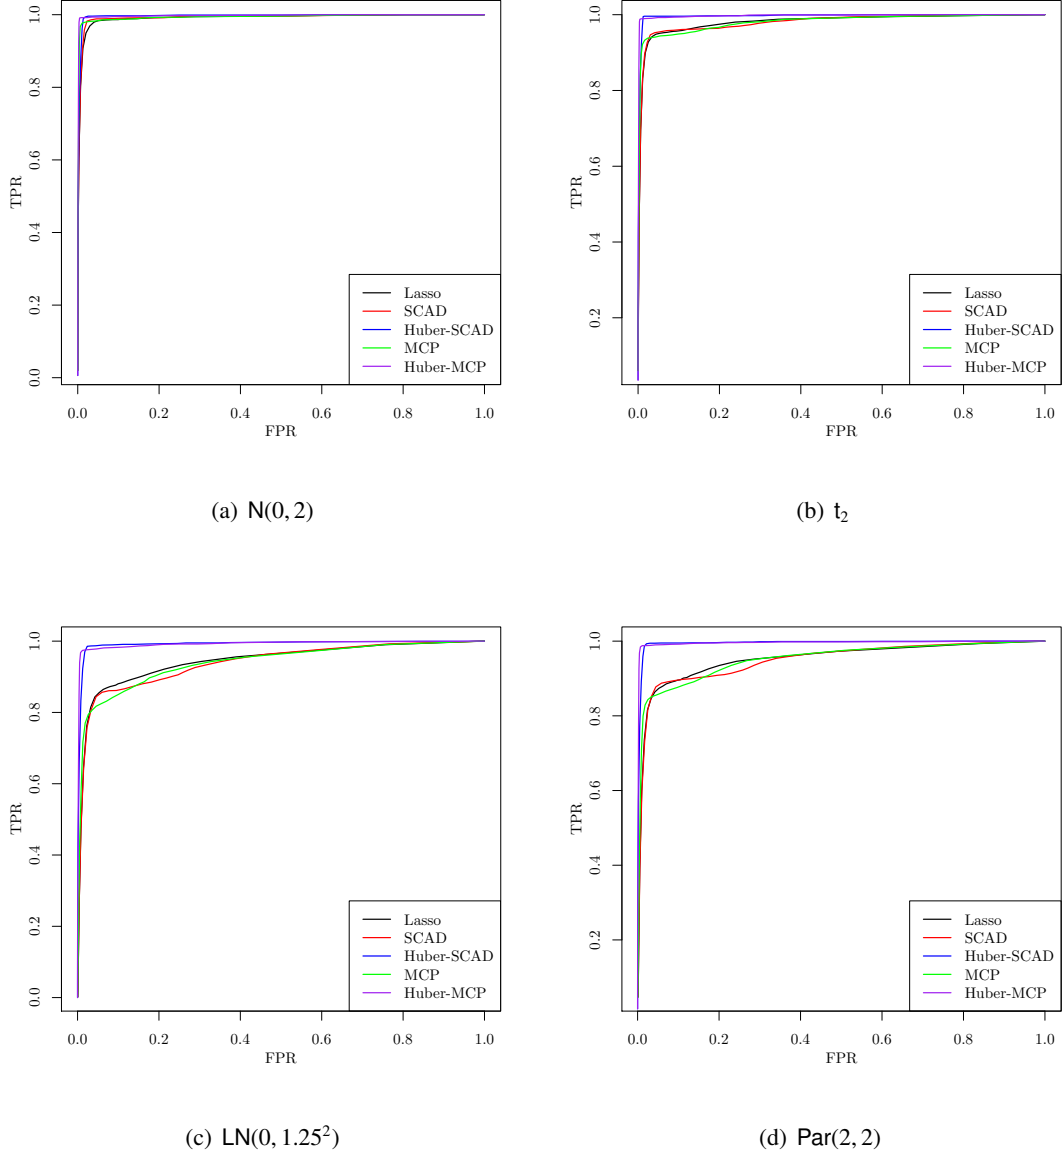 1.0
0.8
0.6
0.4
0.2
0.0
TPR
0.0 0.2 0.4 0.6 0.8 1.0
FPR
Lasso
SCAD
Huber-SCAD
MCP
Huber-MCP
(a) N(0, 2)
1.0
0.8
0.6
0.4
0.2
TPR
0.0 0.2 0.4 0.6 0.8 1.0
FPR
Lasso
SCAD
Huber-SCAD
MCP
Huber-MCP
(b) t₂
1.0
0.8
0.6
0.4
0.2
0.0
TPR
0.0 0.2 0.4 0.6 0.8 1.0
FPR
Lasso
SCAD
Huber-SCAD
MCP
Huber-MCP
(c) LN(0, 1.25²)
1.0
0.8
0.6
0.4
0.2
TPR
0.0 0.2 0.4 0.6 0.8 1.0
FPR
Lasso
SCAD
Huber-SCAD
MCP
Huber-MCP
(d) Par(2, 2)